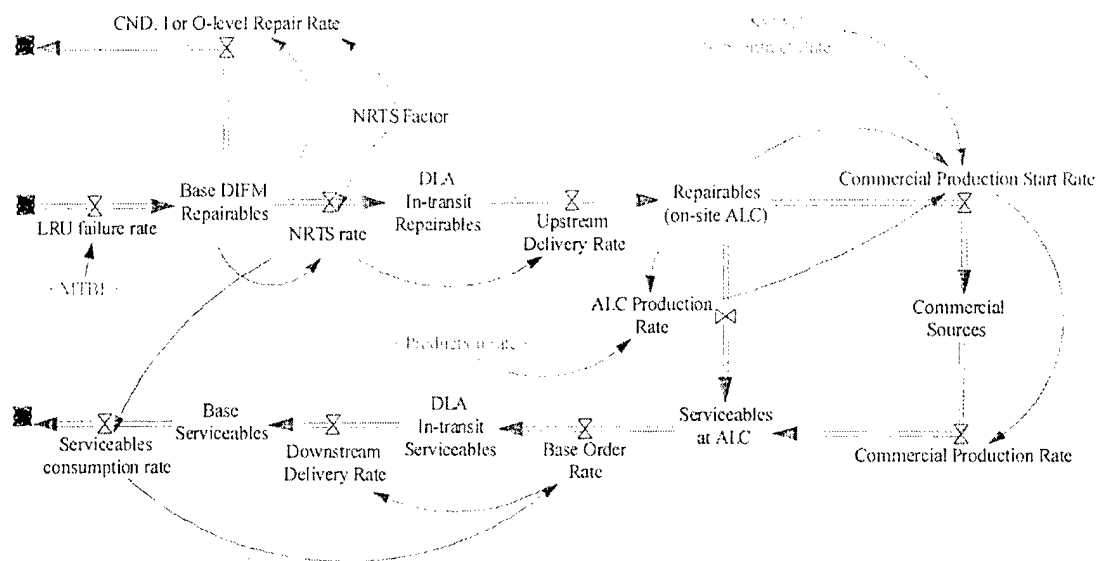 CND, I or O-level Repair Rate
NRTS Factor
Base DIFM
Repairables
DLA
In-transit
Repairables
Repairables
(on-site ALC)
Commercial Production Start Rate
LRU failure rate
NRTS rate
Upstream
Delivery Rate
ALC Production
Rate
Commercial
Sources
Base
Serviceables
DLA
In-transit
Serviceables
Serviceables
at ALC
Serviceables
consumption rate
Downstream
Delivery Rate
Base Order
Rate
Commercial Production Rate